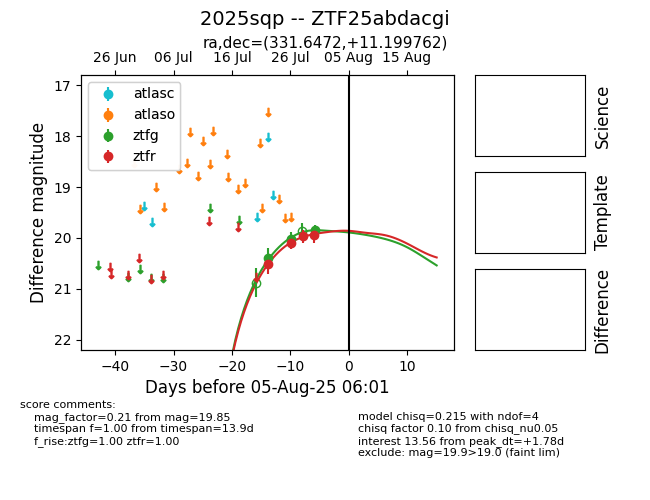 2025sqp -- ZTF25abdacgi
ra,dec=(331.6472,+11.199762)
26 Jun 06 Jul 16 Jul 26 Jul 05 Aug 15 Aug
atlasc
atlaso
ztfg
ztfr
17
18
19
20
21
22
Difference magnitude
−40 −30 −20 −10 0 10
Days before 05-Aug-25 06:01
Science
Template
Difference
score comments:
mag_factor=0.21 from mag=19.85
timespan f=1.00 from timespan=13.9d
f_rise:ztfg=1.00 ztfr=1.00
model chisq=0.215 with ndof=4
chisq factor 0.10 from chisq_nu0.05
interest 13.56 from peak_dt=+1.78d
exclude: mag=19.9>19.0 (faint lim)